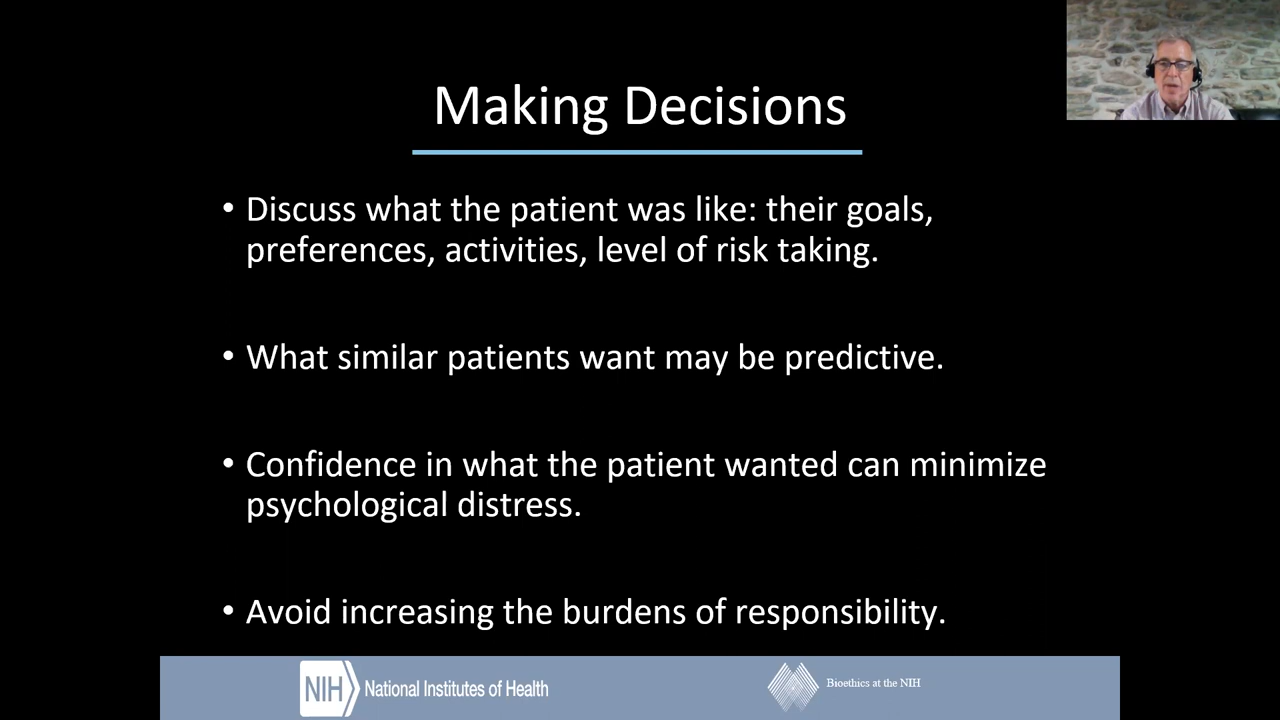 Making Decisions
• Discuss what the patient was like: their goals,
preferences, activities, level of risk taking.
• What similar patients want may be predictive.
• Confidence in what the patient wanted can minimize
psychological distress.
• Avoid increasing the burdens of responsibility.
NIH National Institutes of Health
Bioethics at the NIH